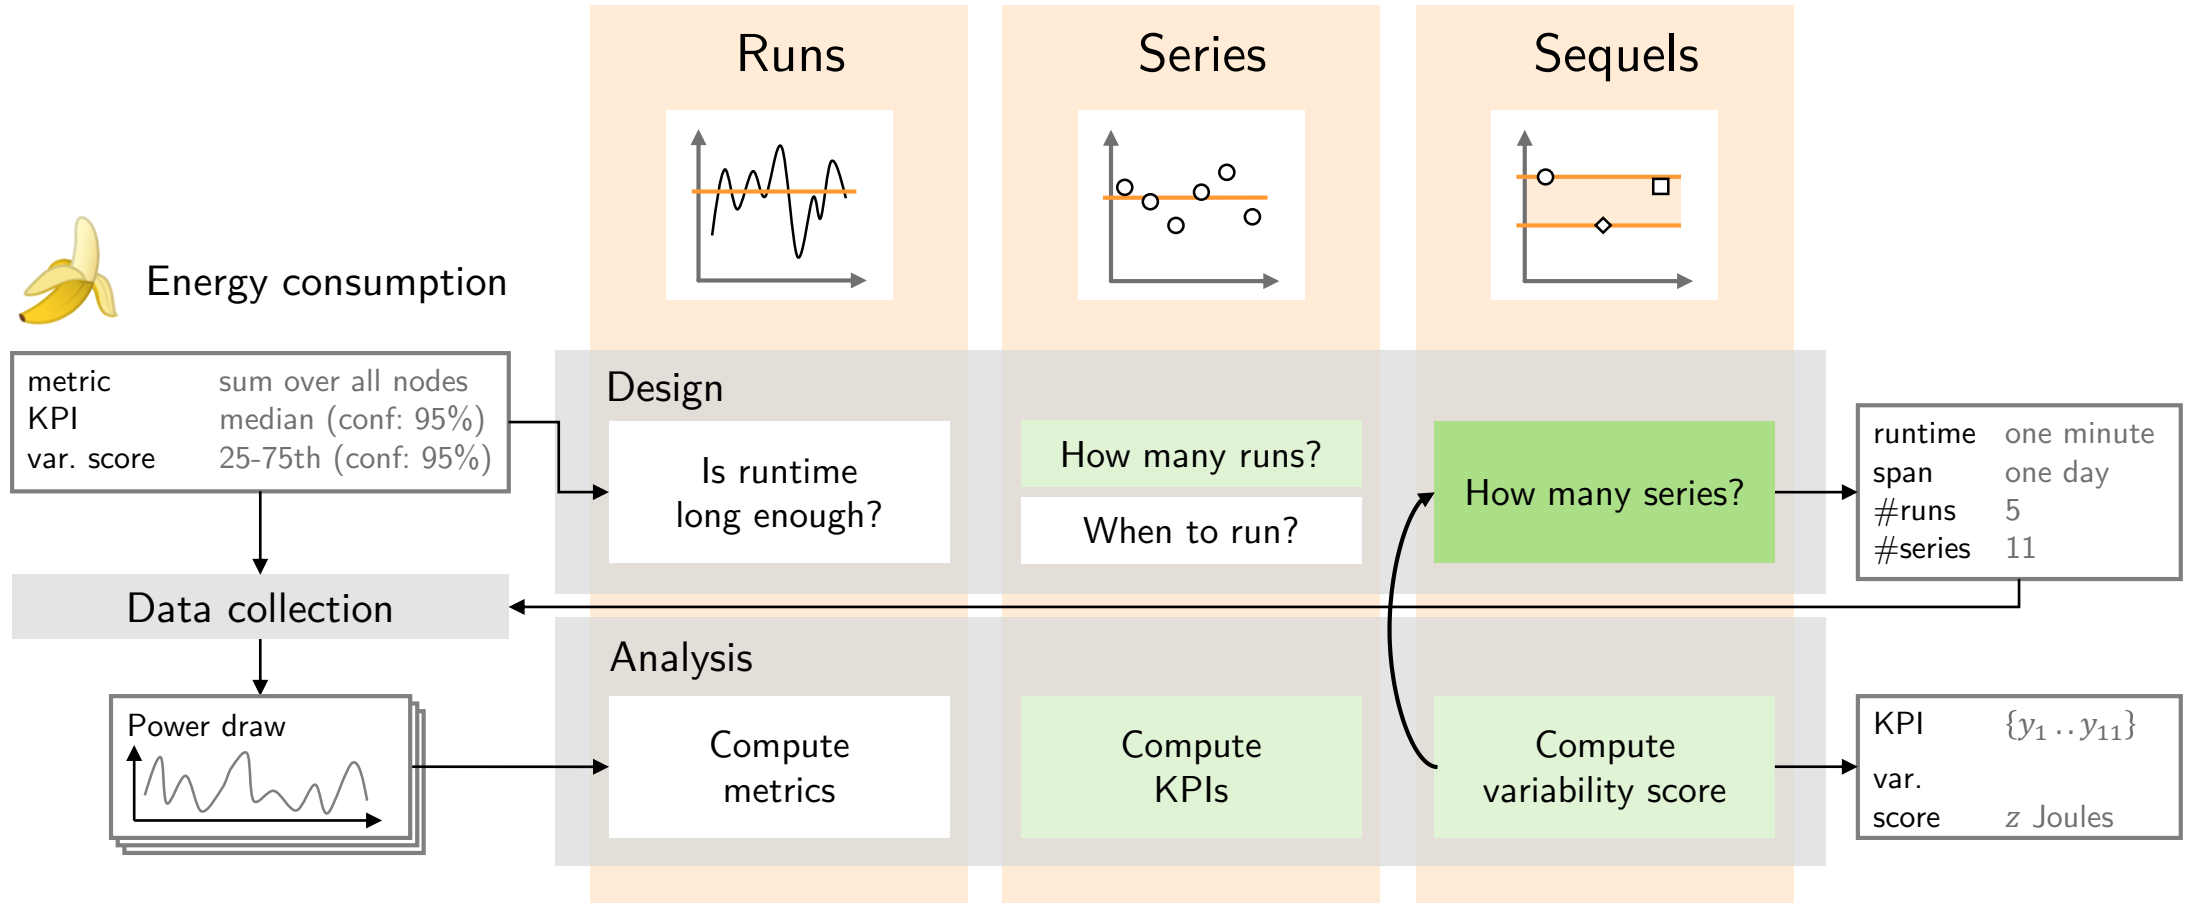 Runs
Series
Sequels
Energy consumption
metric sum over all nodes
KPI median (conf: 95%)
var. score 25-75th (conf: 95%)
Design
Is runtime
long enough?
How many runs?
When to run?
How many series?
runtime one minute
span one day
#runs 5
#series 11
Data collection
Analysis
Power draw
Compute
metrics
Compute
KPIs
Compute
variability score
KPI {y₁ .. y₁₁}
var.
score z Joules